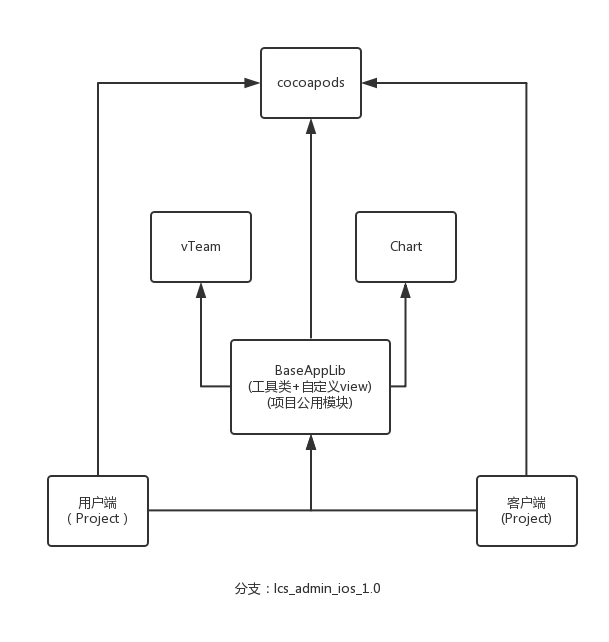 cocoapods
vTeam
Chart
BaseAppLib
(工具类+自定义view)
(项目公用模块)
用户端
（ Project ）
客户端
(Project)
分支：lcs_admin_ios_1.0